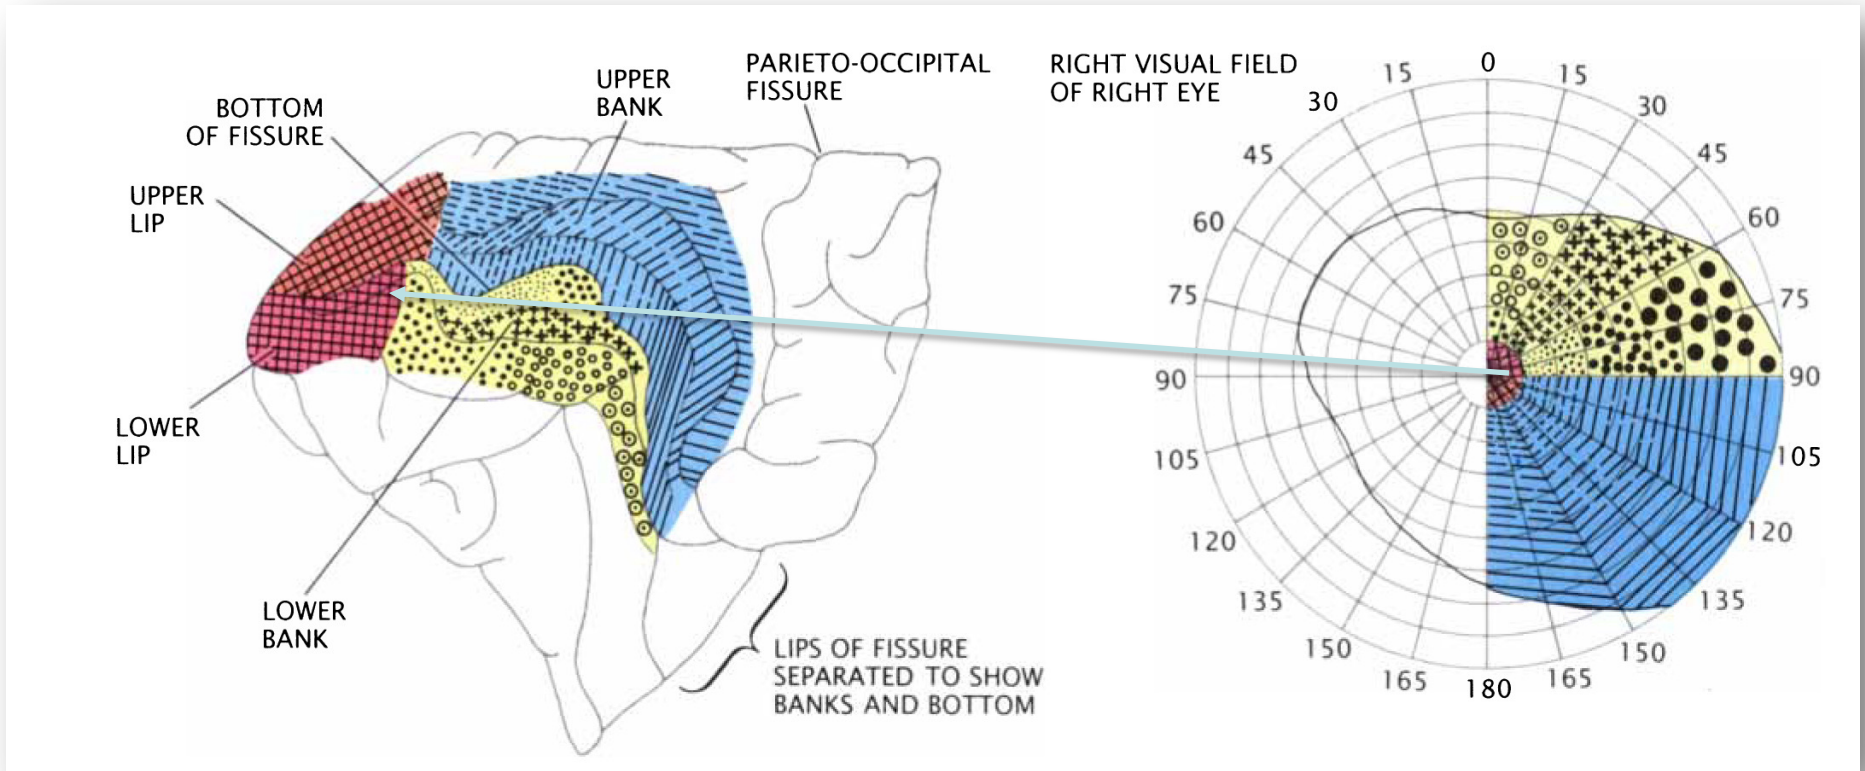 BOTTOM
OF FISSURE
UPPER
LIP
UPPER
BANK
PARIETO-OCCIPITAL
FISSURE
LOWER
LIP
LOWER
BANK
LIPS OF FISSURE
SEPARATED TO SHOW
BANKS AND BOTTOM
RIGHT VISUAL FIELD
OF RIGHT EYE
0
15
15
30
30
45
45
60
60
75
75
90
90
105
105
120
120
135
135
150
150
165
165
180